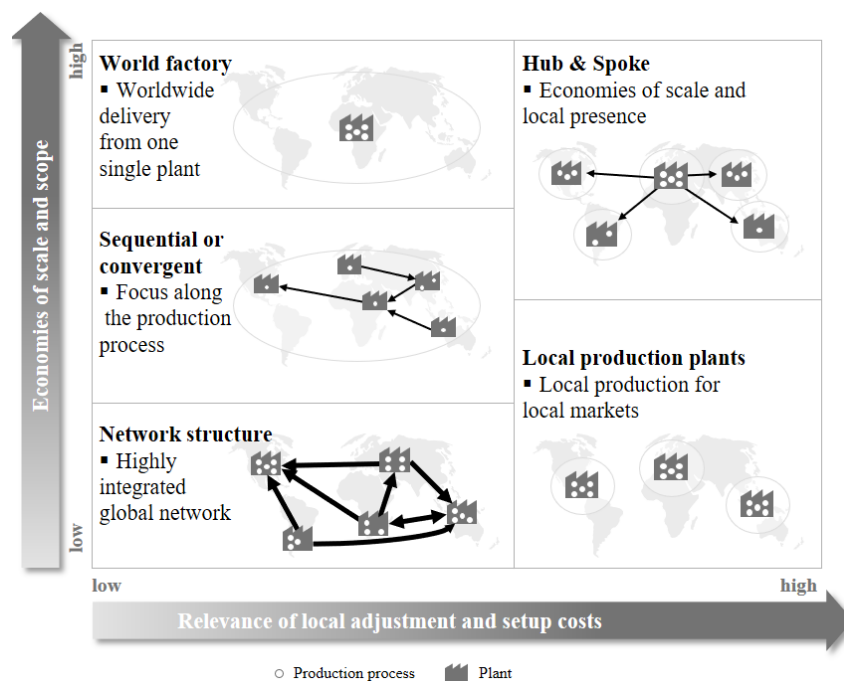 high
Economies of scale and scope
low
World factory
▪ Worldwide
delivery
from one
single plant
Hub & Spoke
▪ Economies of scale and
local presence
Sequential or
convergent
▪ Focus along
the production
process
Local production plants
▪ Local production for
local markets
Network structure
▪ Highly
integrated
global network
low
high
Relevance of local adjustment and setup costs
Production process
Plant